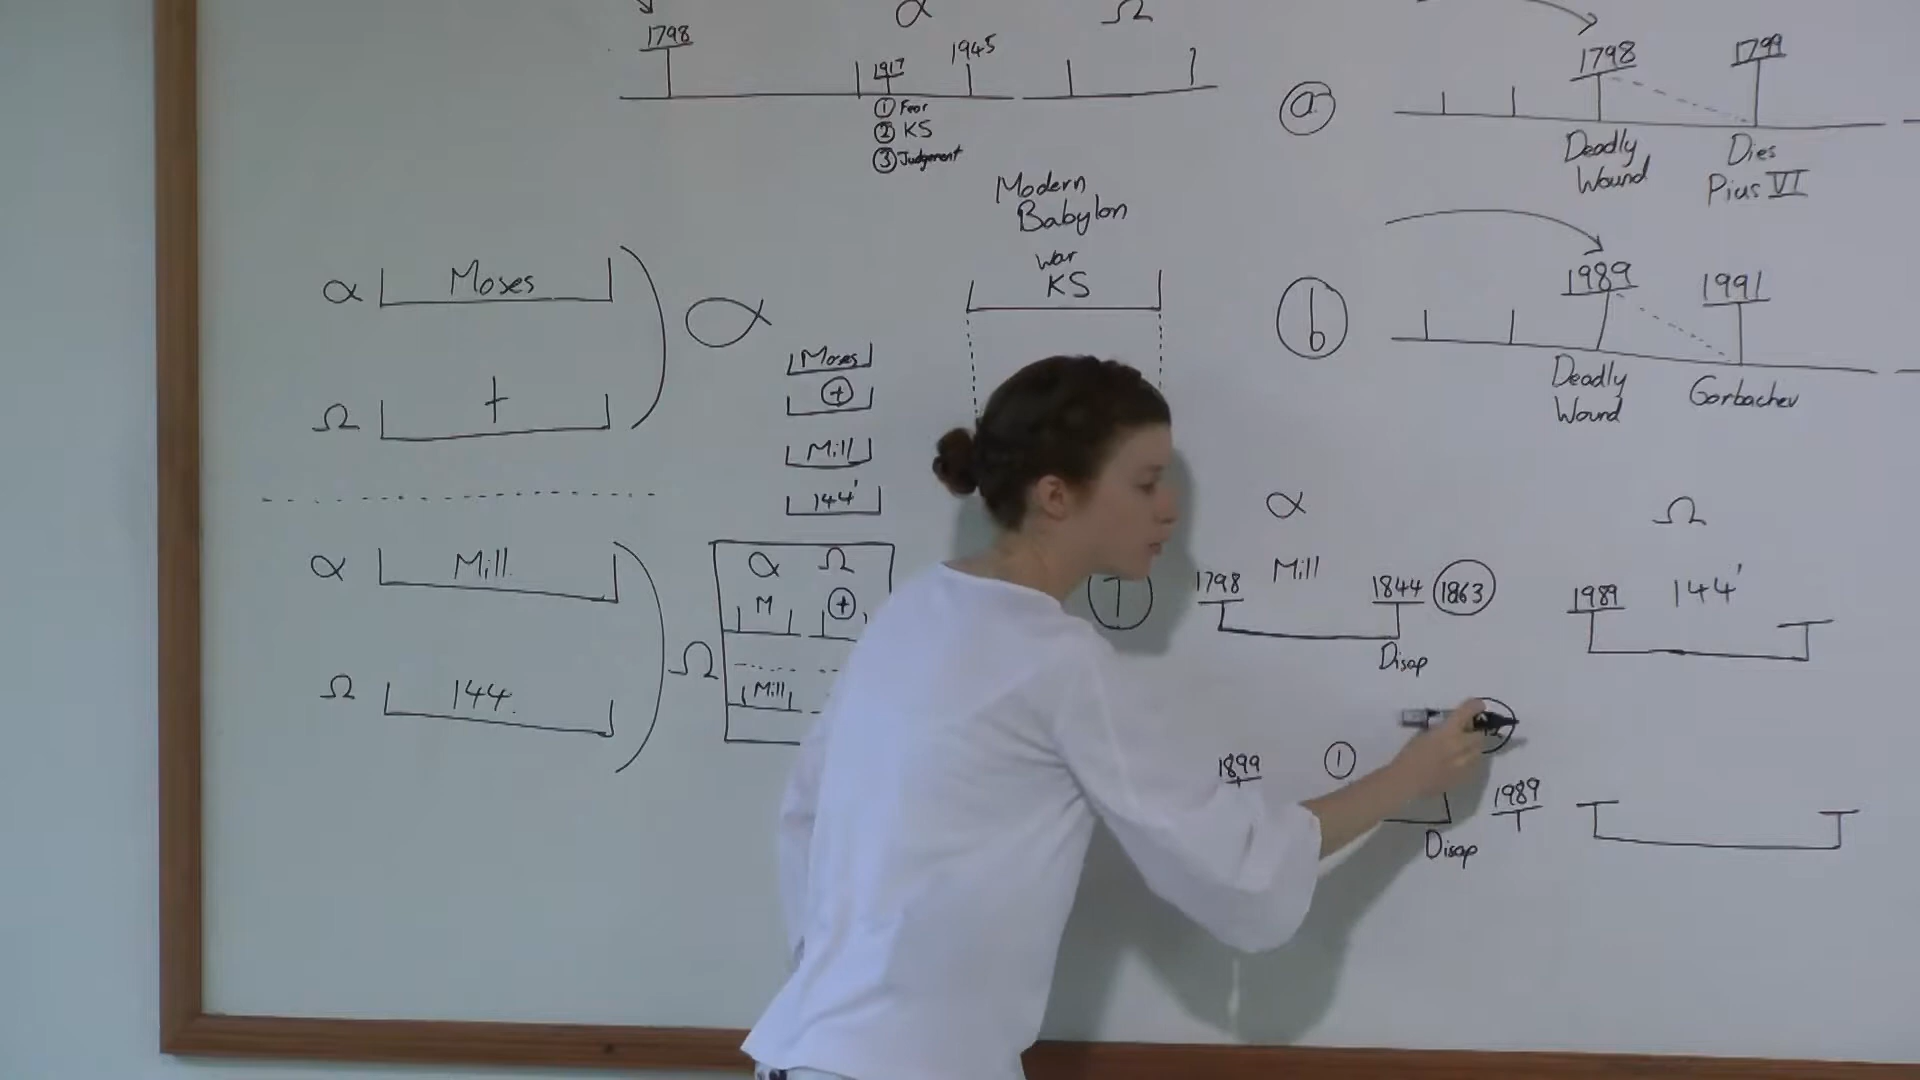 α
Ω
1798
1917
1945
① Fear
② KS
③ Judgement
Modern
Babylon
War
KS
ⓐ
1798
1799
Deadly
Wound
Dies
Pius VI
ⓑ
1989
1991
Deadly
Wound
Gorbachev
α Moses
Ω
α
α Mill.
Ω 144.
Ω
Moses
Mill
144'
α Ω
M
Mill
α
Ω
1798
Mill
1844
1863
Disap
1989
144'
1899
①
Disap
1989